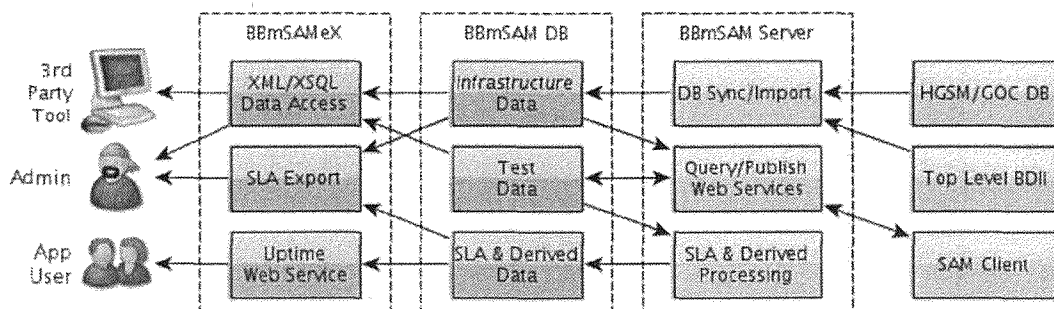 BBmSAMeX
BBmSAM DB
BBmSAM Server
3rd
Party
Tool
XML/XSQL
Data Access
Infrastructure
Data
DB Sync/Import
HGSM/GOC DB
Admin
SLA Export
Test
Data
Query/Publish
Web Services
Top Level BDII
App
User
Uptime
Web Service
SLA & Derived
Data
SLA & Derived
Processing
SAM Client